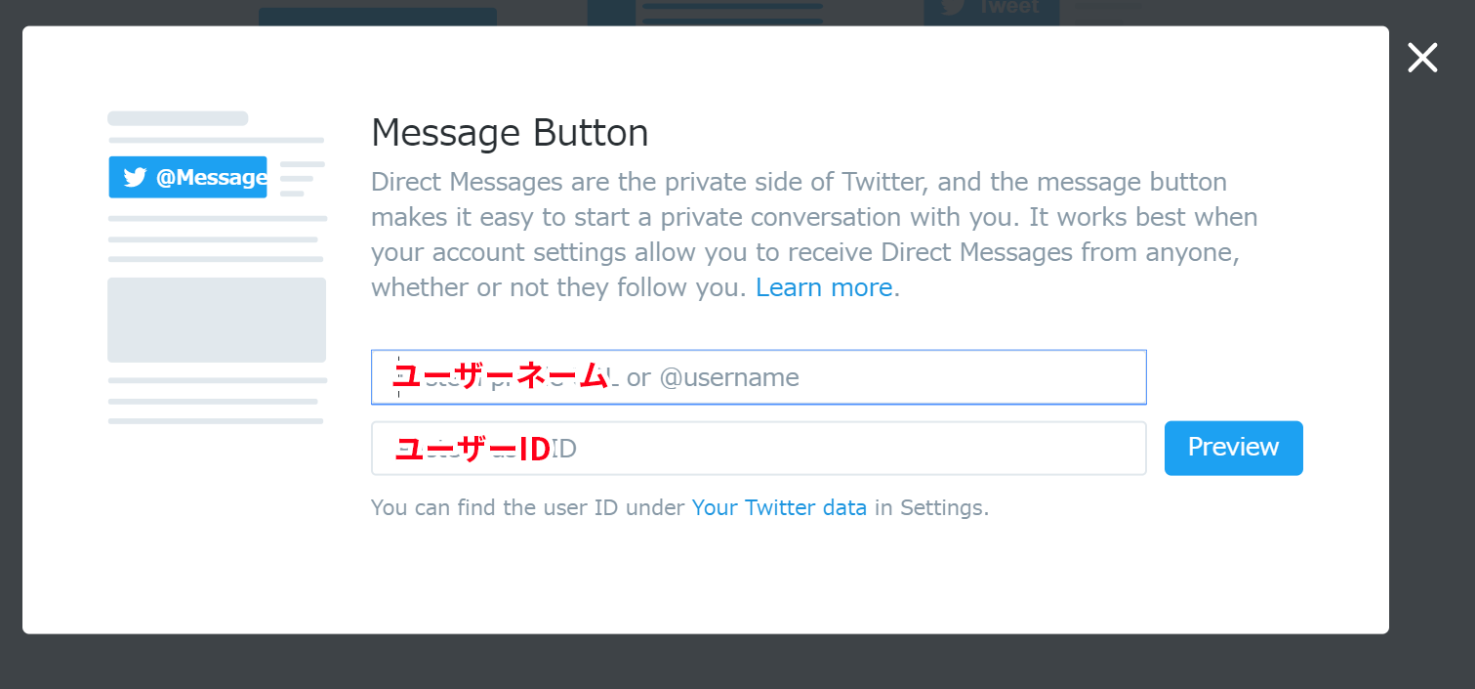 Tweet
Message Button
@Message
Direct Messages are the private side of Twitter, and the message button
makes it easy to start a private conversation with you. It works best when
your account settings allow you to receive Direct Messages from anyone,
whether or not they follow you. Learn more.
ユーザーネーム or @username
ユーザーID ID
Preview
You can find the user ID under Your Twitter data in Settings.